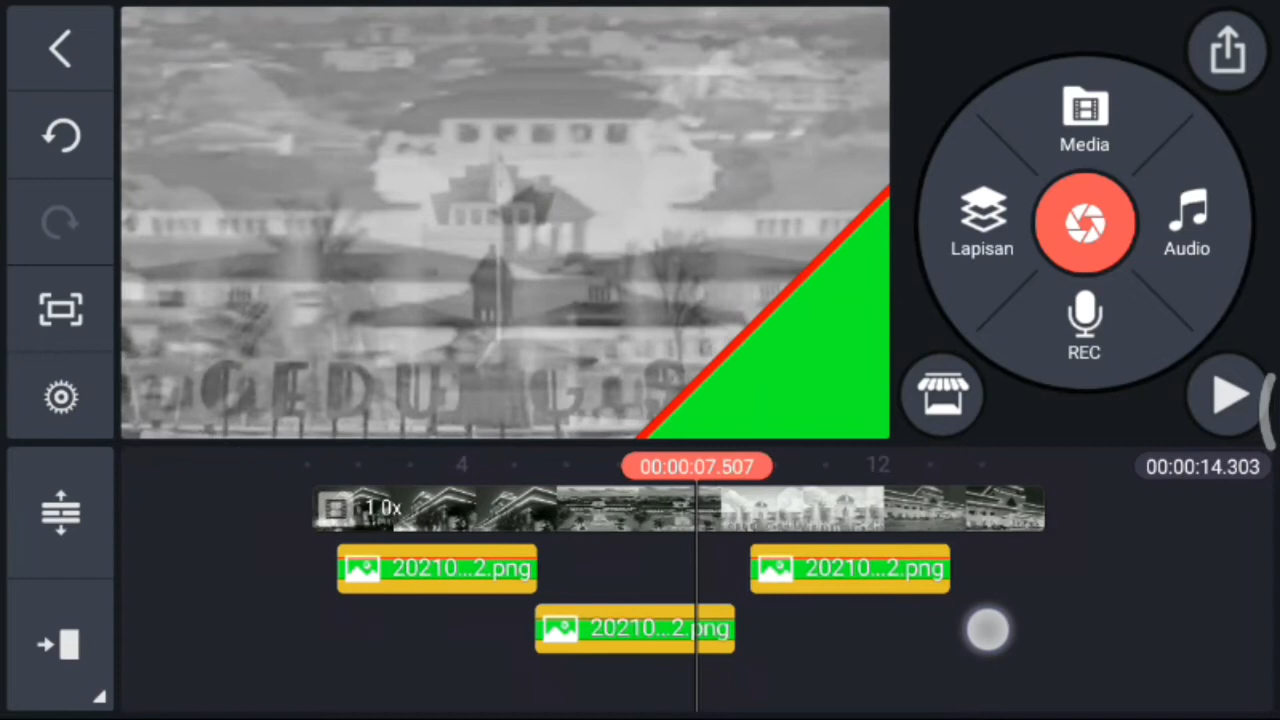 Media
Lapisan
Audio
REC
GEDUNG S
4
00:00:07.507
12
00:00:14.303
1.0x
20210...2.png
20210...2.png
20210...2.png